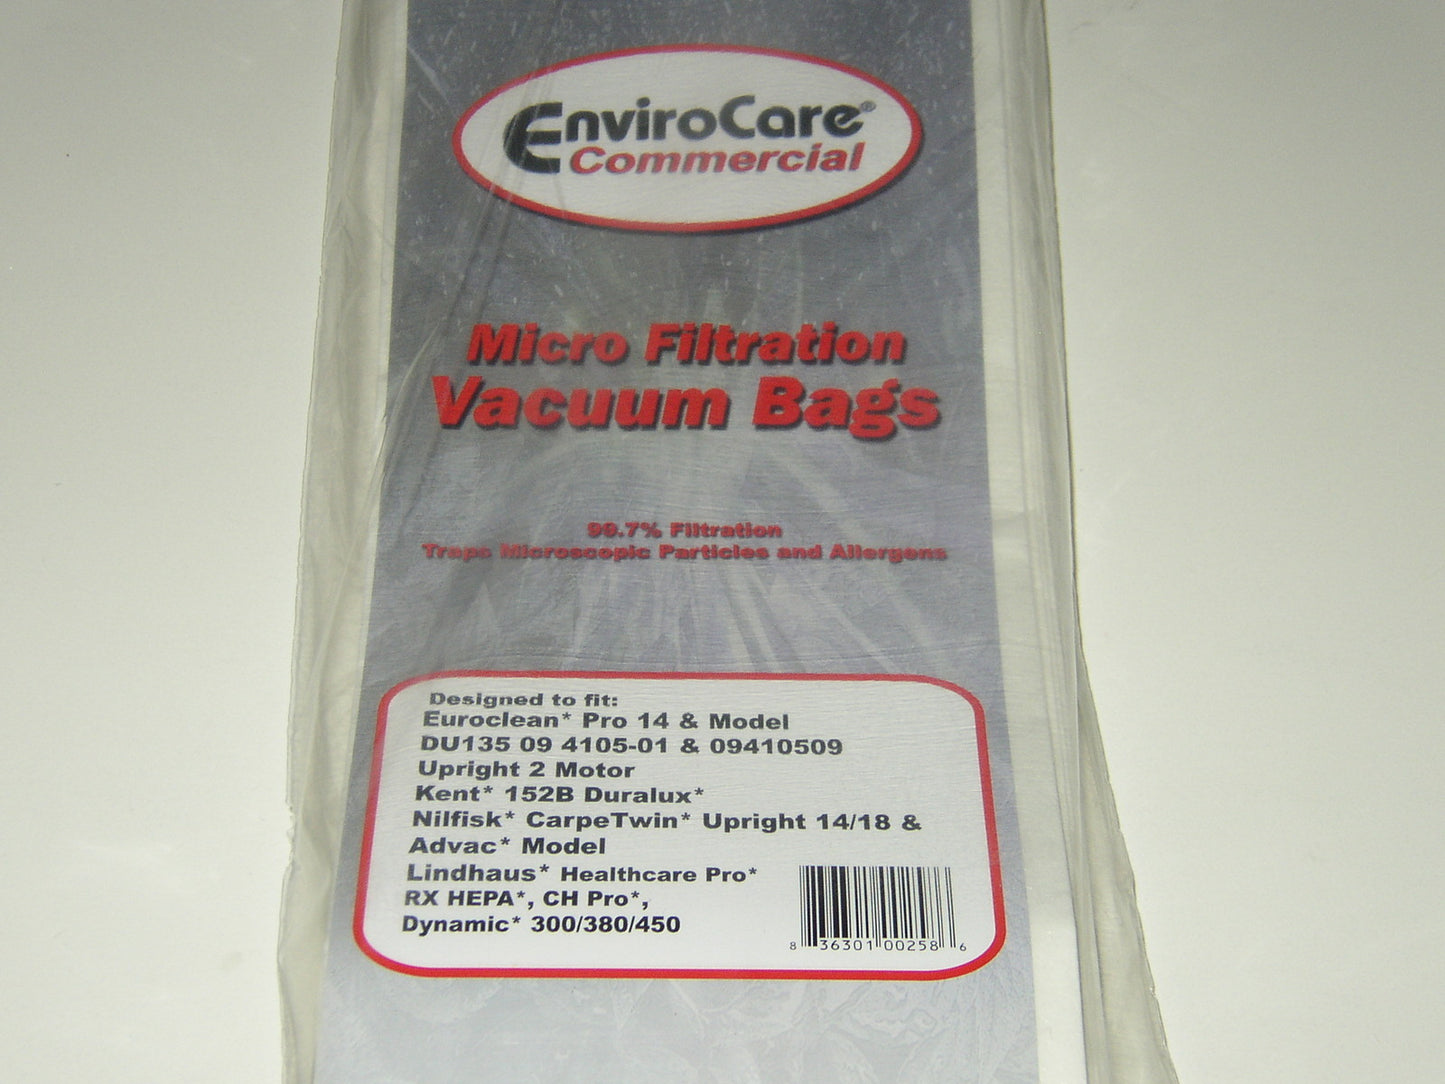 EnviroCare®
Commercial
Micro Filtration
Vacuum Bags
99.7% Filtration
Traps Microscopic Particles and Allergens
Designed to fit:
Euroclean* Pro 14 & Model
DU135 09 4105-01 & 09410509
Upright 2 Motor
Kent* 152B Duralux*
Nilfisk* CarpeTwin* Upright 14/18 &
Advac* Model
Lindhaus* Healthcare Pro*
RX HEPA*, CH Pro*,
Dynamic* 300/380/450
8 36301 00258 6